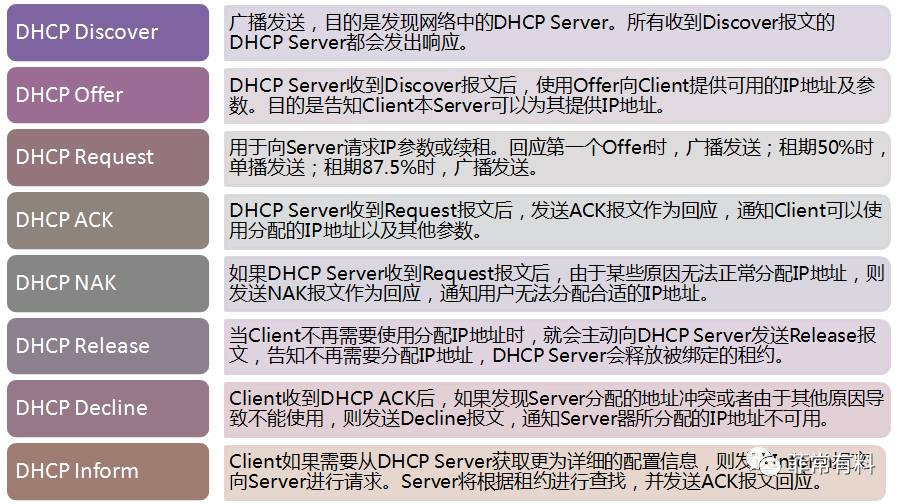 DHCP Discover
广播发送，目的是发现网络中的DHCP Server。所有收到Discover报文的
DHCP Server都会发出响应。
DHCP Offer
DHCP Server收到Discover报文后，使用Offer向Client提供可用的IP地址及参
数。目的是告知Client本Server可以为其提供IP地址。
DHCP Request
用于向Server请求IP参数或续租。回应第一个Offer时，广播发送；租期50%时，
单播发送；租期87.5%时，广播发送。
DHCP ACK
DHCP Server收到Request报文后，发送ACK报文作为回应，通知Client可以使
用分配的IP地址以及其他参数。
DHCP NAK
如果DHCP Server收到Request报文后，由于某些原因无法正常分配IP地址，则
发送NAK报文作为回应，通知用户无法分配合适的IP地址。
DHCP Release
当Client不再需要使用分配IP地址时，就会主动向DHCP Server发送Release报
文，告知不再需要分配IP地址，DHCP Server会释放被绑定的租约。
DHCP Decline
Client收到DHCP ACK后，如果发现Server分配的地址冲突或者由于其他原因导
致不能使用，则发送Decline报文，通知Server器所分配的IP地址不可用。
DHCP Inform
Client如果需要从DHCP Server获取更为详细的配置信息，则发
向Server进行请求。Server将根据租约进行查找，并发送ACK报文回应。
非常有料